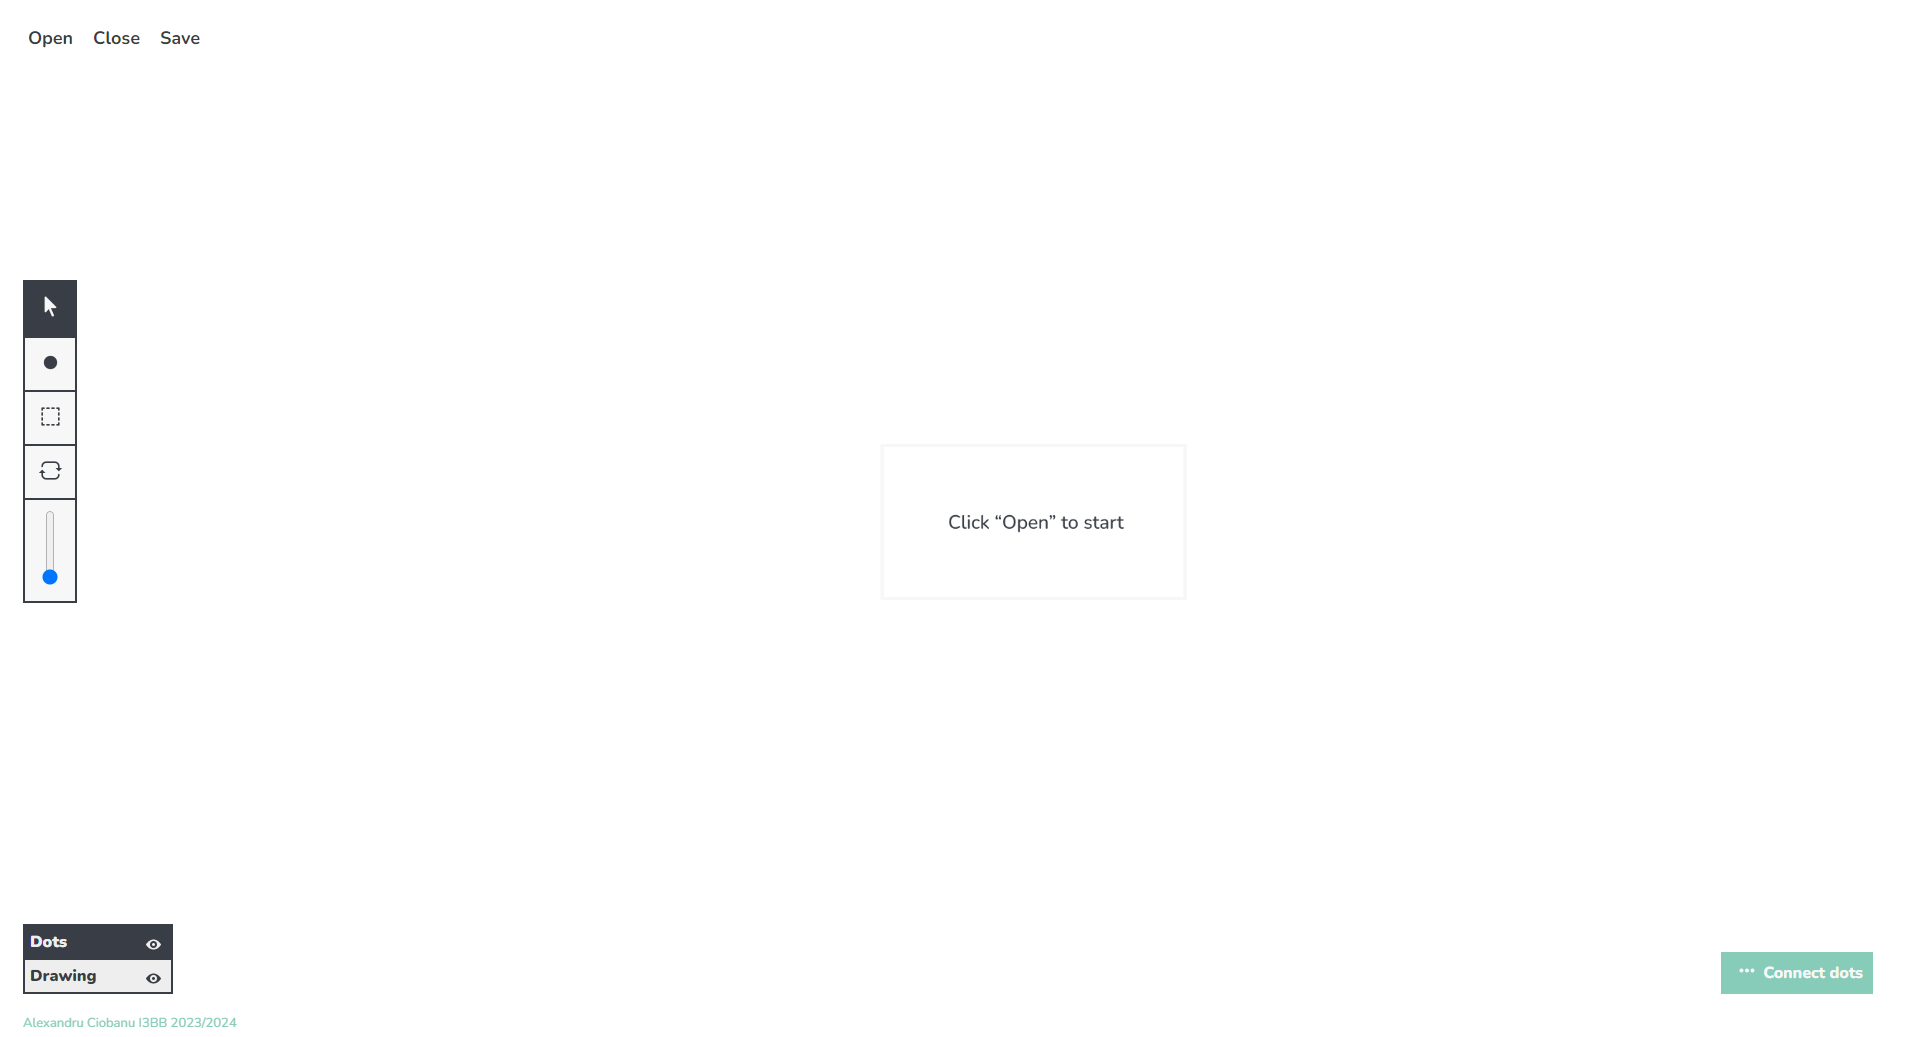 Open Close Save
Click “Open” to start
Dots
Drawing
Connect dots
Alexandru Ciobanu I3BB 2023/2024